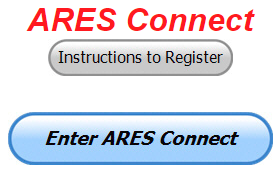 ARES Connect
Instructions to Register
Enter ARES Connect